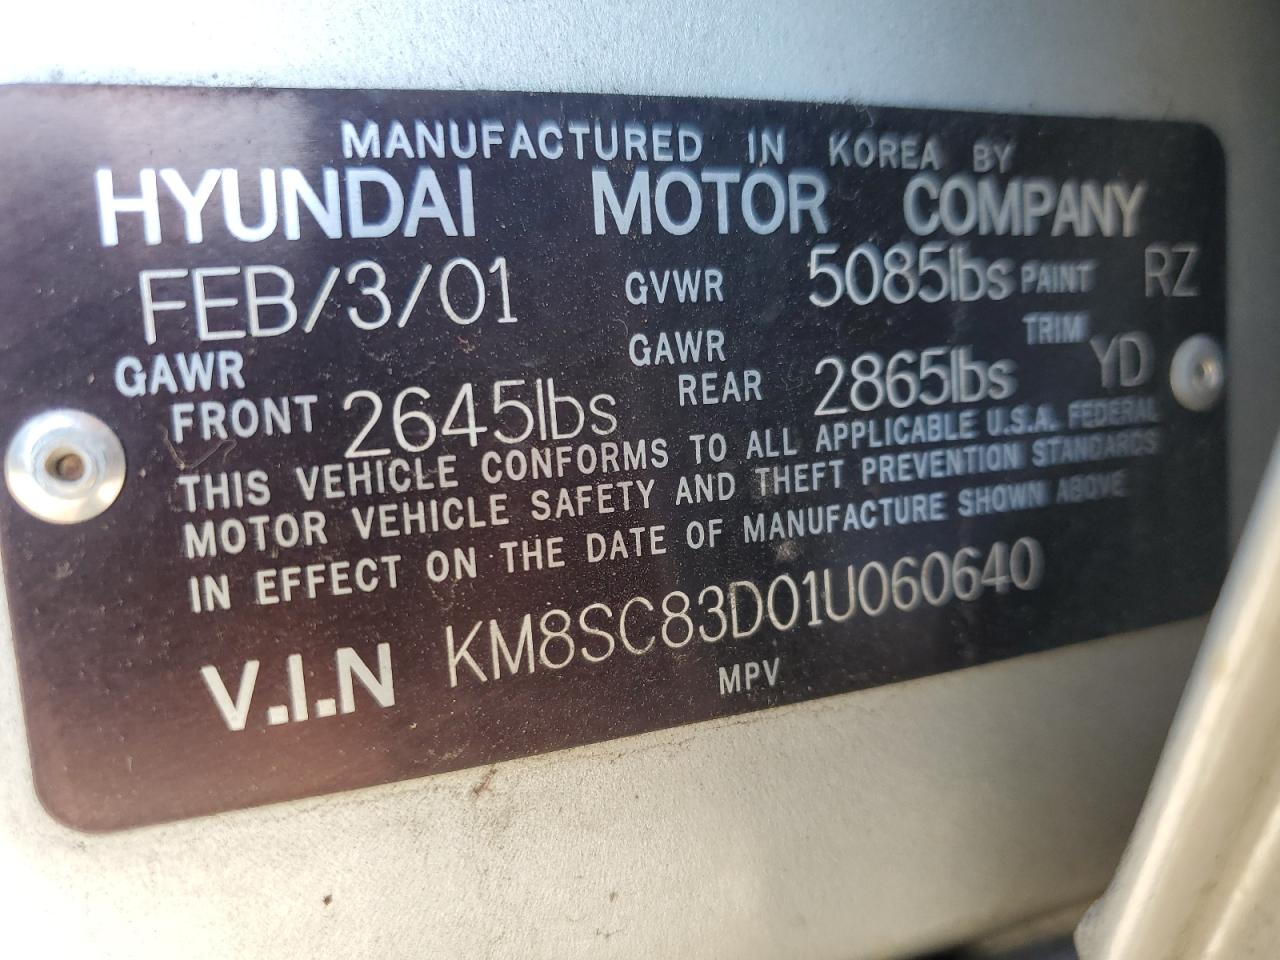 MANUFACTURED IN KOREA BY
HYUNDAI MOTOR COMPANY
FEB/3/01 GVWR 5085lbs PAINT RZ
GAWR FRONT 2645lbs GAWR REAR 2865lbs TRIM YD
THIS VEHICLE CONFORMS TO ALL APPLICABLE U.S.A. FEDERAL
MOTOR VEHICLE SAFETY AND THEFT PREVENTION STANDARDS
IN EFFECT ON THE DATE OF MANUFACTURE SHOWN ABOVE
V.I.N KM8SC83D01U060640
MPV